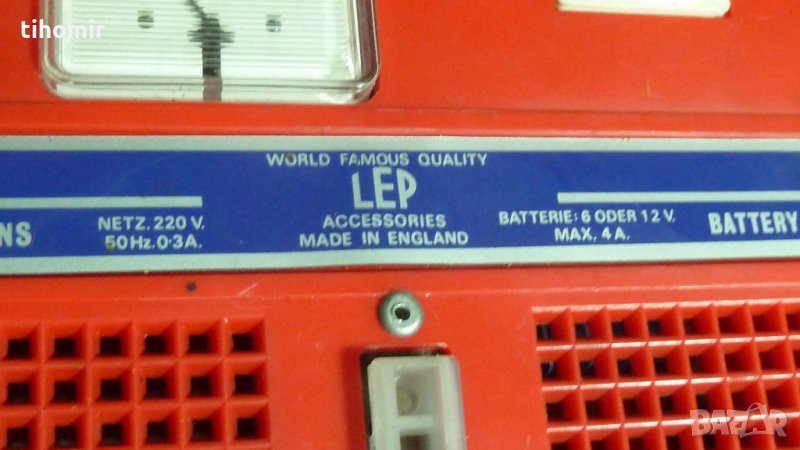 tihomir
WORLD FAMOUS QUALITY
LEP
ACCESSORIES
MADE IN ENGLAND
NS
NETZ. 220 V.
50Hz. 0·3A.
BATTERIE: 6 ODER 12 V.
MAX. 4 A.
BATTERY
BAZAR